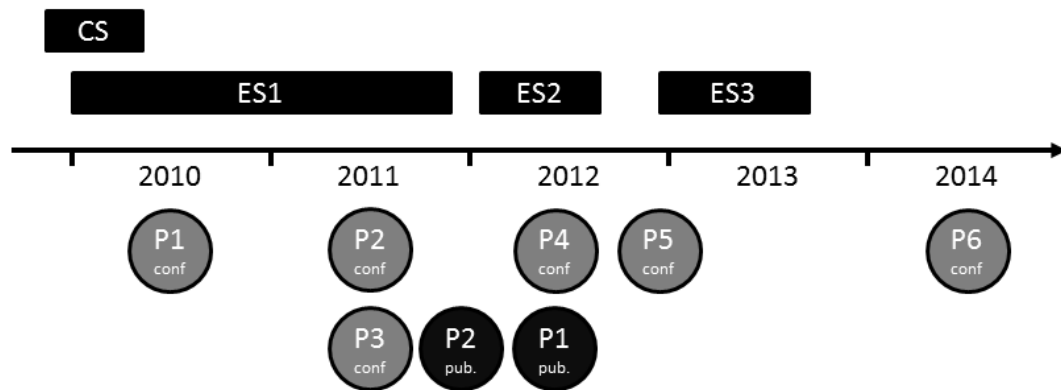 CS
ES1 ES2 ES3
2010 2011 2012 2013 2014
P1 P2 P4 P5 P6
conf conf conf conf conf
P3 P2 P1
conf pub. pub.